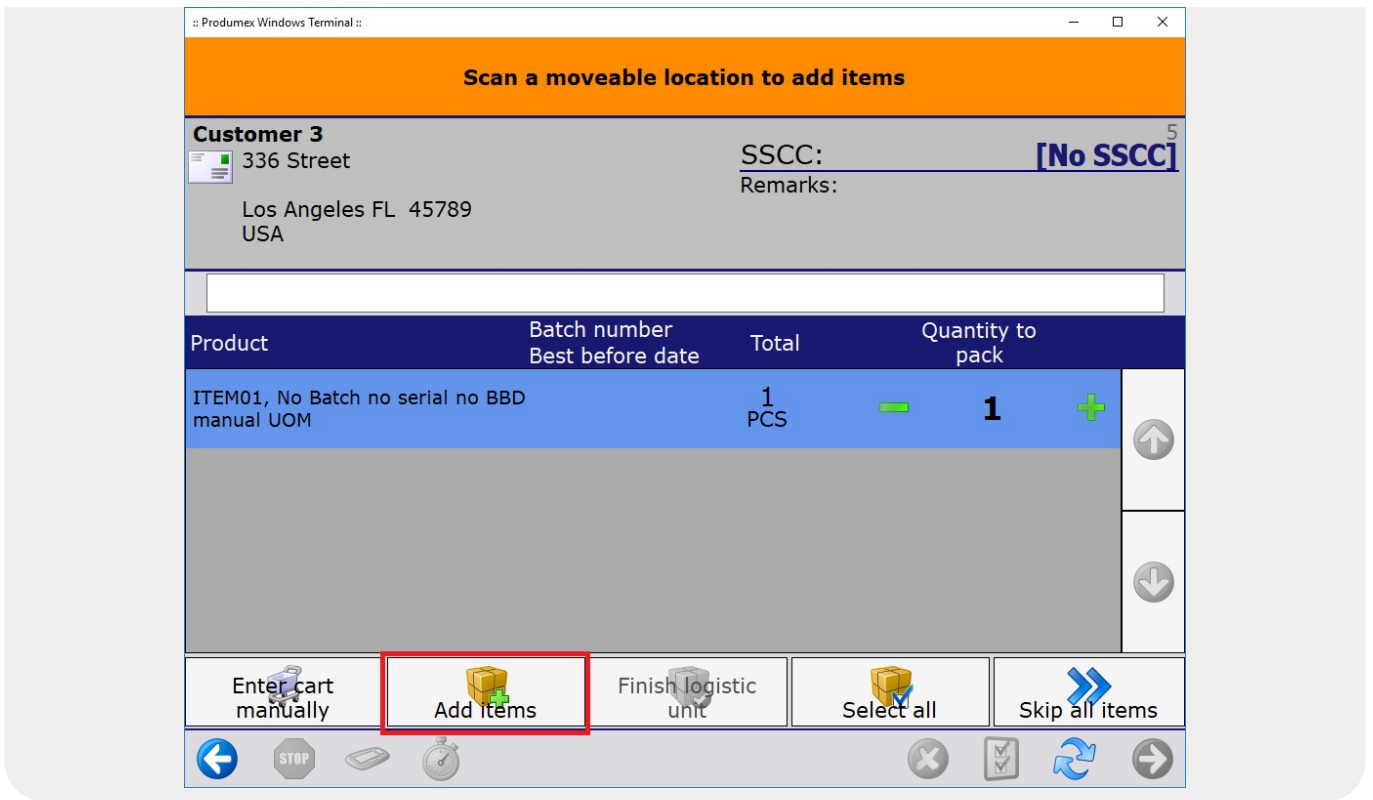 :: Produmex Windows Terminal ::
Scan a moveable location to add items
Customer 3
336 Street
Los Angeles FL 45789
USA
5
SSCC: [No SSCC]
Remarks:
Product
Batch number
Best before date
Total
Quantity to
pack
ITEM01, No Batch no serial no BBD
manual UOM
1
PCS
1
Enter cart
manually
Add items
Finish logistic
unit
Select all
Skip all items
STOP